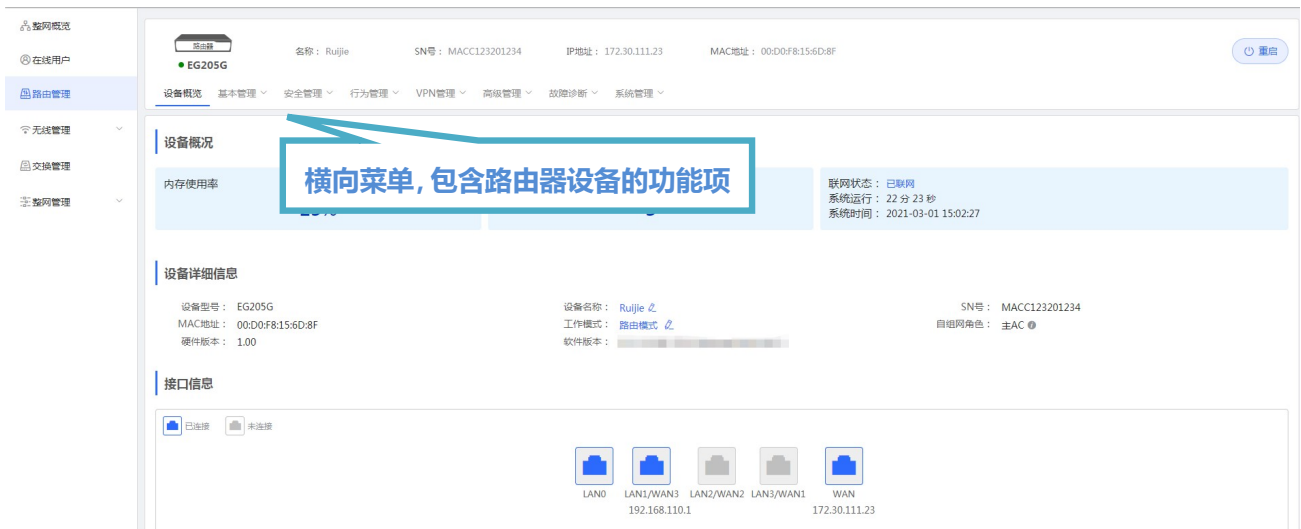 整网概览
在线用户
路由管理
无线管理
交换管理
整网管理
路由器
EG205G
名称： Ruijie
SN号： MACC123201234
IP地址： 172.30.111.23
MAC地址： 00:D0:F8:15:6D:8F
重启
设备概览 基本管理 安全管理 行为管理 VPN管理 高级管理 故障诊断 系统管理
设备概况
横向菜单，包含路由器设备的功能项
内存使用率
联网状态： 已联网
系统运行： 22 分 23 秒
系统时间： 2021-03-01 15:02:27
设备详细信息
设备型号： EG205G
设备名称： Ruijie
SN号： MACC123201234
MAC地址： 00:D0:F8:15:6D:8F
工作模式： 路由模式
自组网角色： 主AC
硬件版本： 1.00
软件版本：
接口信息
已连接 未连接
LAN0 LAN1/WAN3 LAN2/WAN2 LAN3/WAN1 WAN
192.168.110.1 172.30.111.23